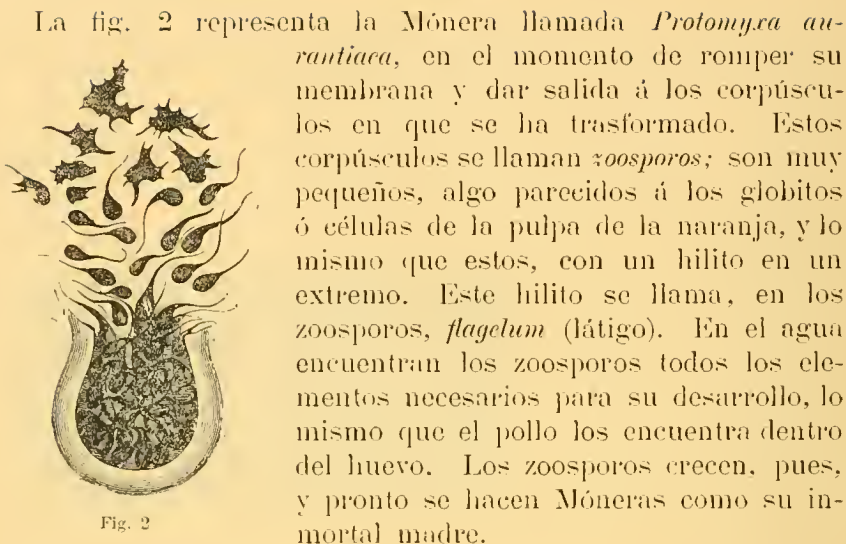 La fig. 2 representa la Mónera llamada Protomyxa au-
rantiaca, en el momento de romper su
membrana y dar salida á los corpúscu-
los en que se ha trasformado. Estos
corpúsculos se llaman zoosporos; son muy
pequeños, algo parecidos á los globitos
ó células de la pulpa de la naranja, y lo
mismo que estos, con un hilito en un
extremo. Este hilito se llama, en los
zoosporos, flagelum (látigo). En el agua
encuentran los zoosporos todos los ele-
mentos necesarios para su desarrollo, lo
mismo que el pollo los encuentra dentro
del huevo. Los zoosporos crecen, pues,
y pronto se hacen Móneras como su in-
mortal madre.
Fig. 2